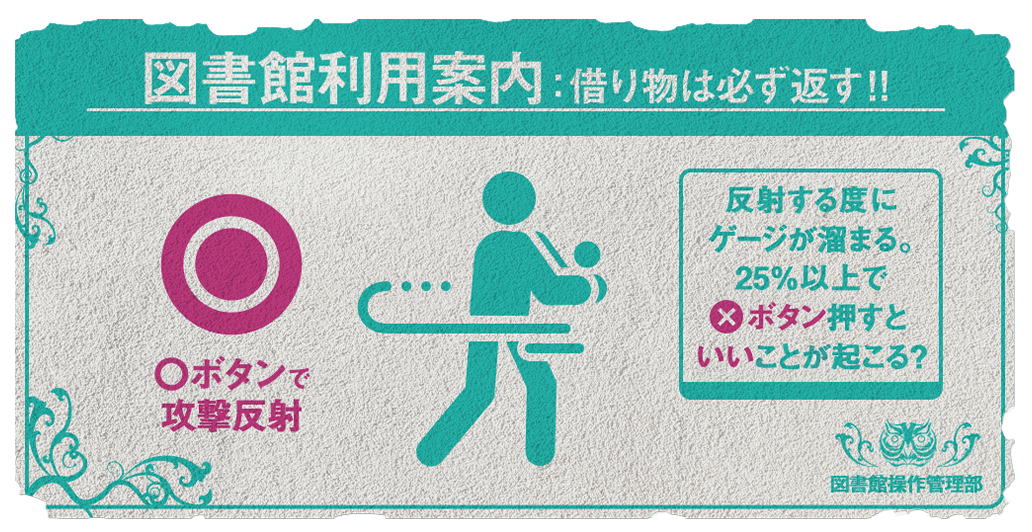 図書館利用案内:借り物は必ず返す!!
〇ボタンで
攻撃反射
反射する度に
ゲージが溜まる。
25%以上で
×ボタン押すと
いいことが起こる?
図書館操作管理部